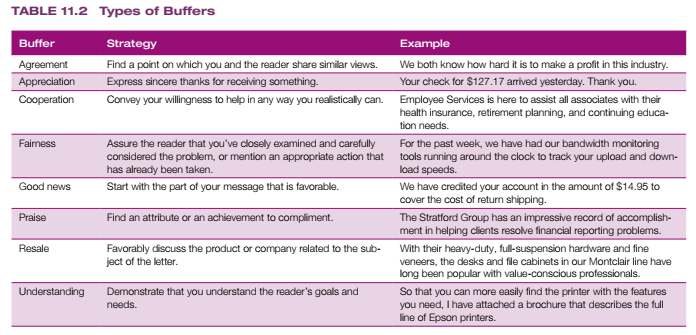 TABLE 11.2 Types of Buffers
Buffer Strategy Example
Agreement Find a point on which you and the reader share similar views. We both know how hard it is to make a profit in this industry.
Appreciation Express sincere thanks for receiving something. Your check for $127.17 arrived yesterday. Thank you.
Cooperation Convey your willingness to help in any way you realistically can. Employee Services is here to assist all associates with their
health insurance, retirement planning, and continuing educa-
tion needs.
Fairness Assure the reader that you've closely examined and carefully For the past week, we have had our bandwidth monitoring
considered the problem, or mention an appropriate action that tools running around the clock to track your upload and down-
has already been taken. load speeds.
Good news Start with the part of your message that is favorable. We have credited your account in the amount of $14.95 to
cover the cost of return shipping.
Praise Find an attribute or an achievement to compliment. The Stratford Group has an impressive record of accomplish-
ment in helping clients resolve financial reporting problems.
Resale Favorably discuss the product or company related to the sub- With their heavy-duty, full-suspension hardware and fine
ject of the letter. veneers, the desks and file cabinets in our Montclair line have
long been popular with value-conscious professionals.
Understanding Demonstrate that you understand the reader's goals and So that you can more easily find the printer with the features
needs. you need, I have attached a brochure that describes the full
line of Epson printers.